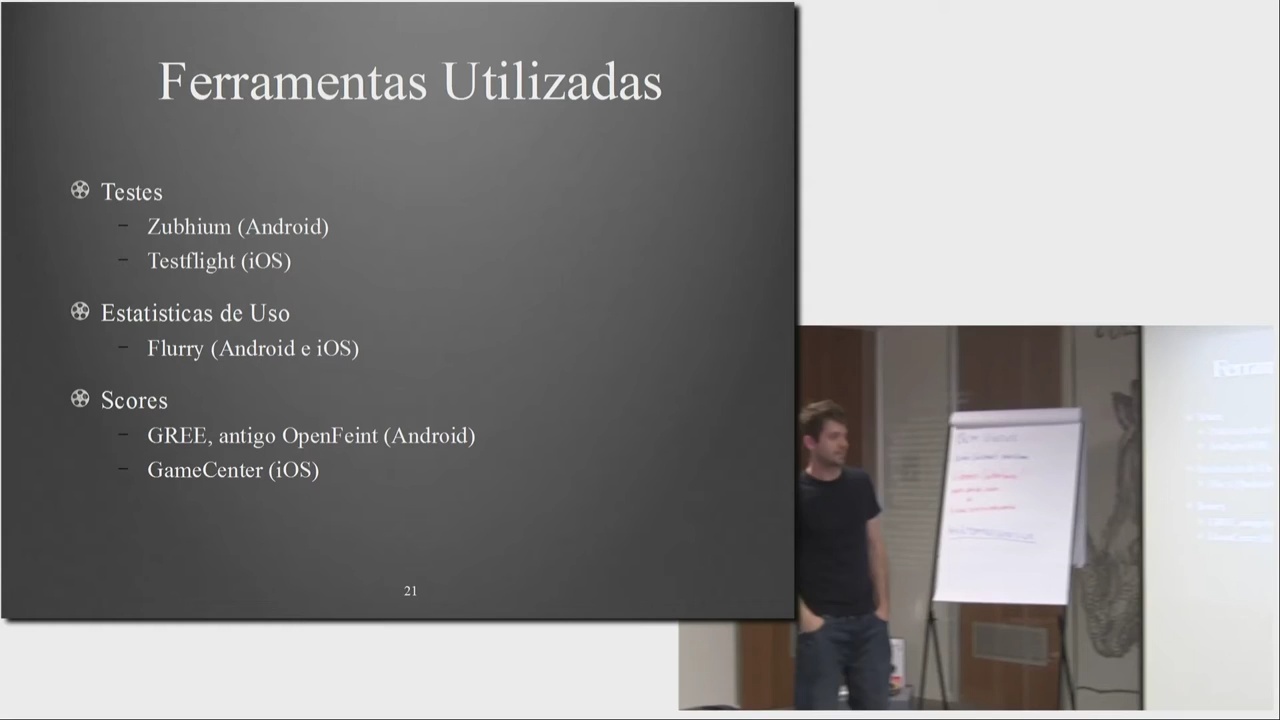 Ferramentas Utilizadas
Testes
– Zubhium (Android)
– Testflight (iOS)
Estatisticas de Uso
– Flurry (Android e iOS)
Scores
– GREE, antigo OpenFeint (Android)
– GameCenter (iOS)
21